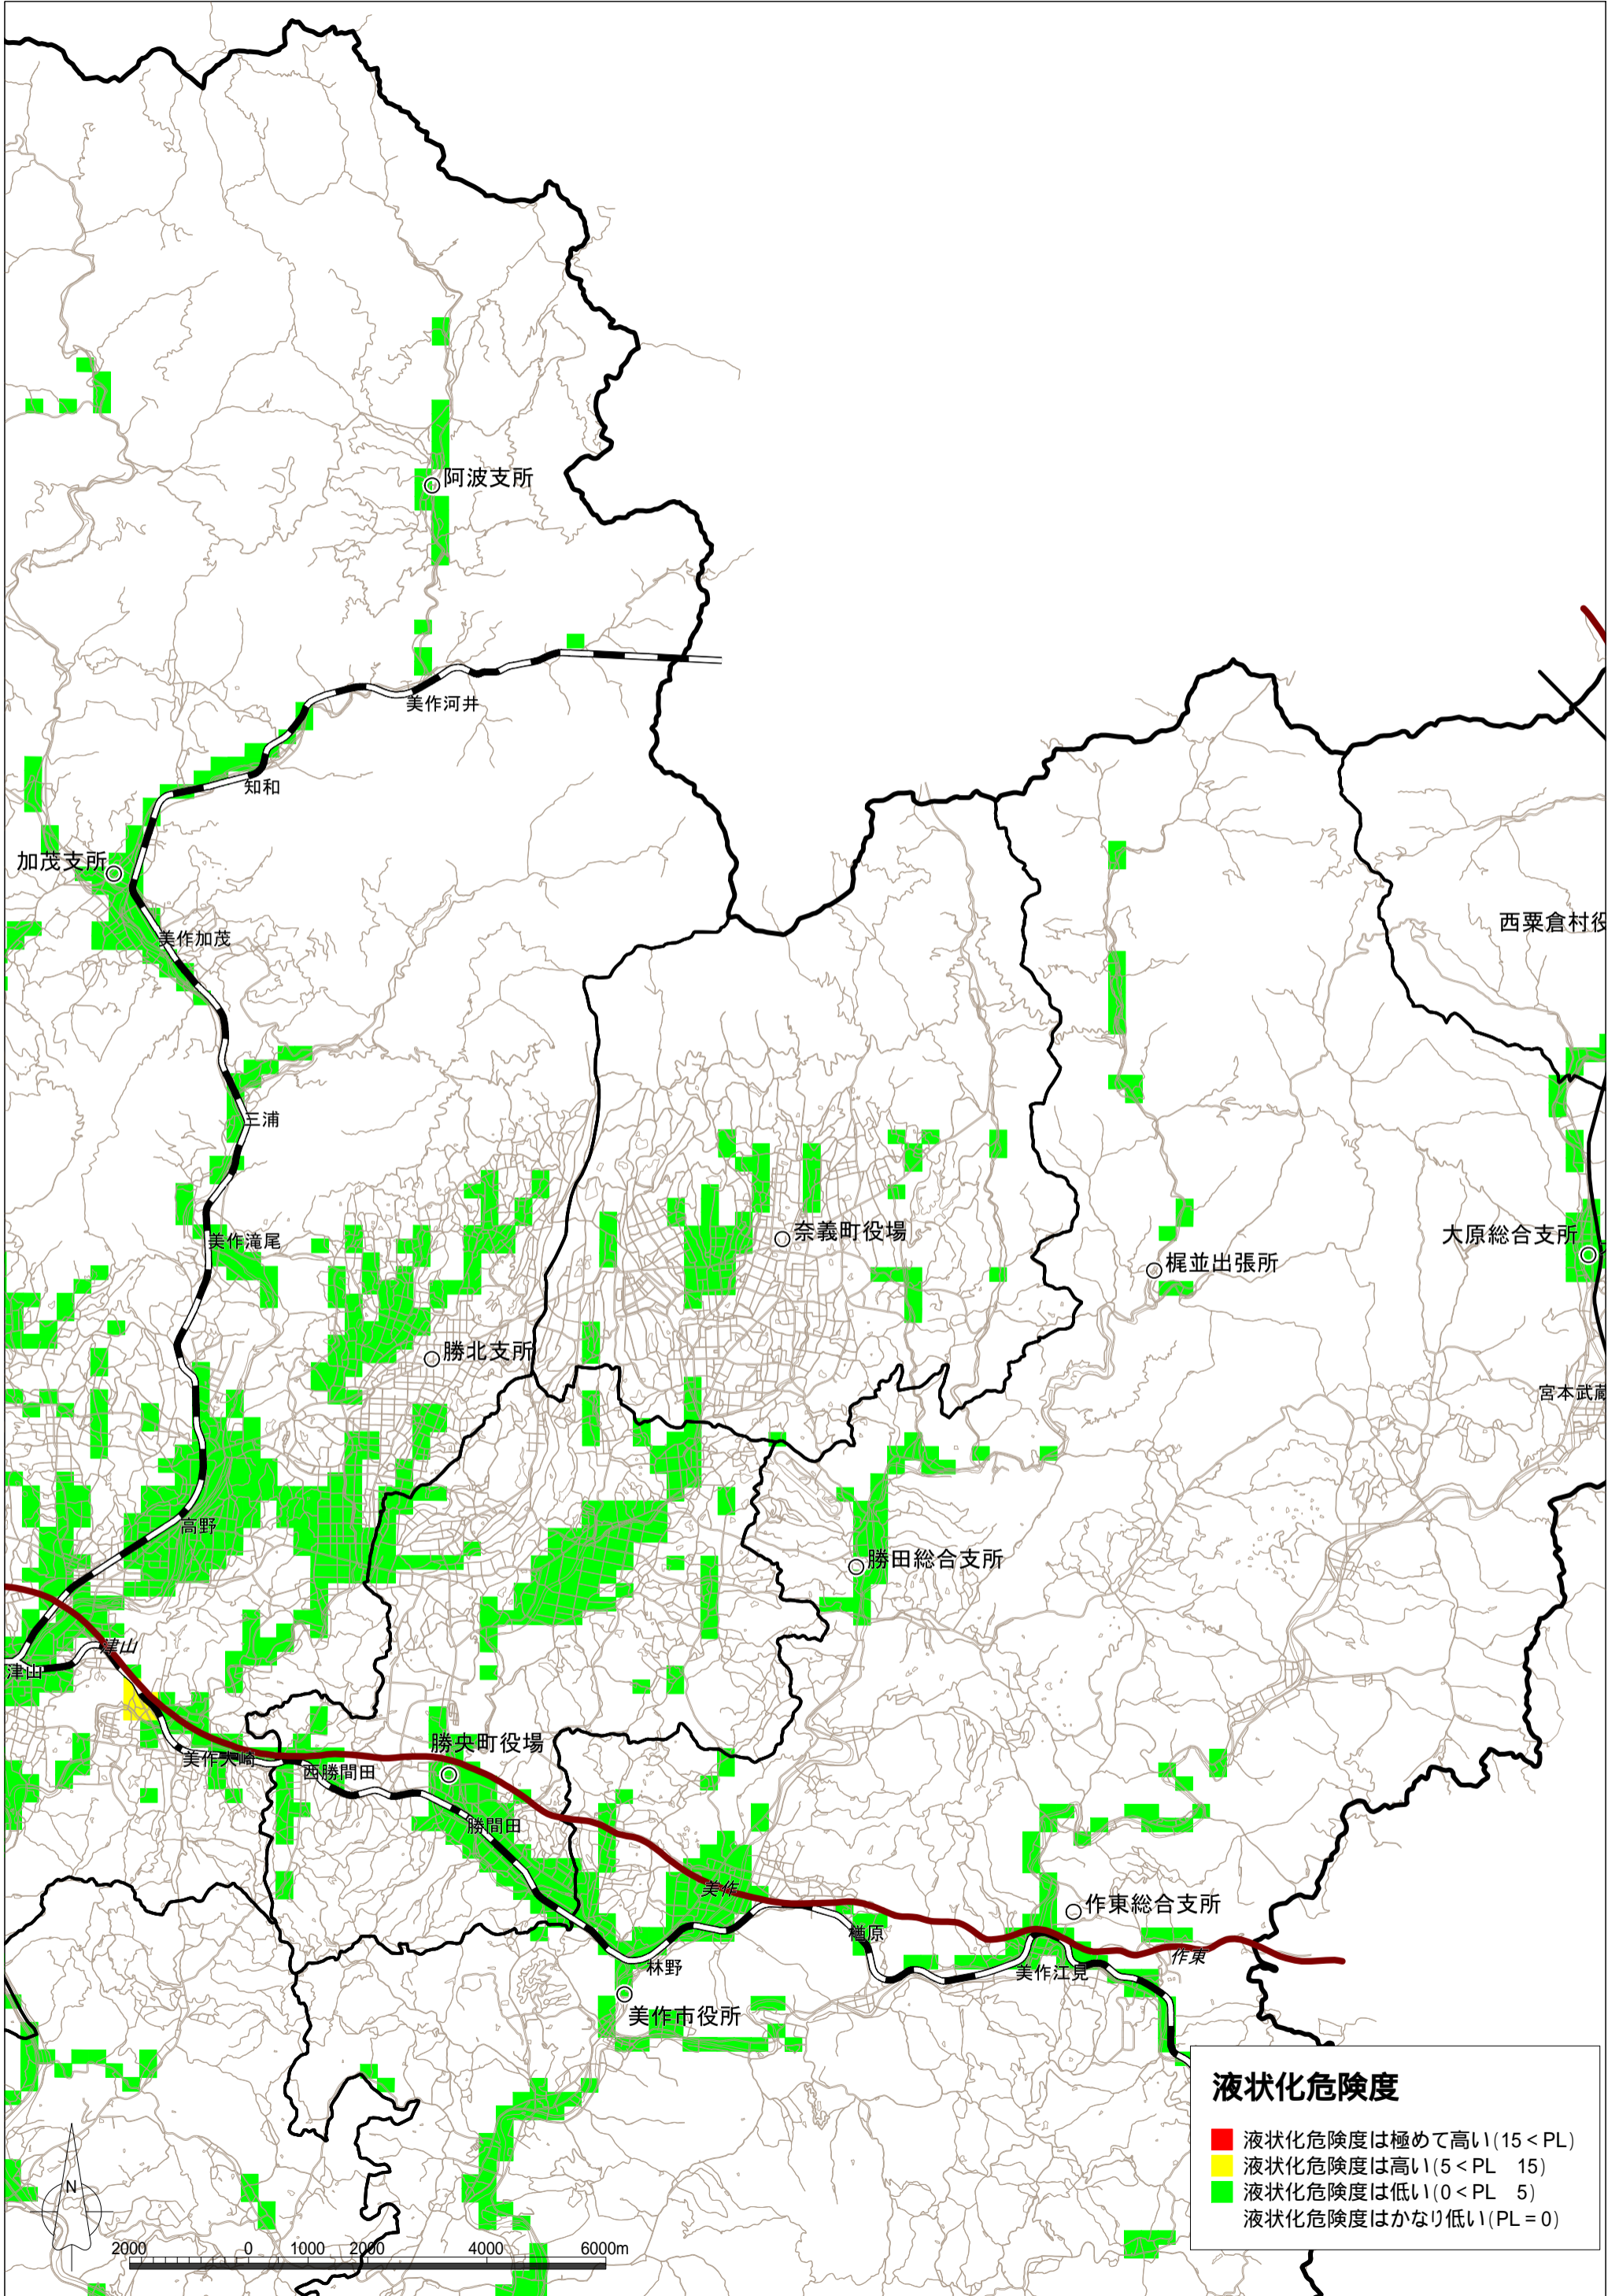 阿波支所
美作河井
知和
加茂支所
美作加茂
西粟倉村役
三浦
美作滝尾
奈義町役場
大原総合支所
梶並出張所
勝北支所
宮本武蔵
高野
勝田総合支所
津山
津山
美作大崎
勝央町役場
西勝間田
勝間田
美作
作東総合支所
楢原
作東
林野
美作江見
美作市役所
液状化危険度
液状化危険度は極めて高い(15<PL)
液状化危険度は高い(5<PL 15)
液状化危険度は低い(0<PL 5)
液状化危険度はかなり低い(PL=0)
N
2000 0 1000 2000 4000 6000m